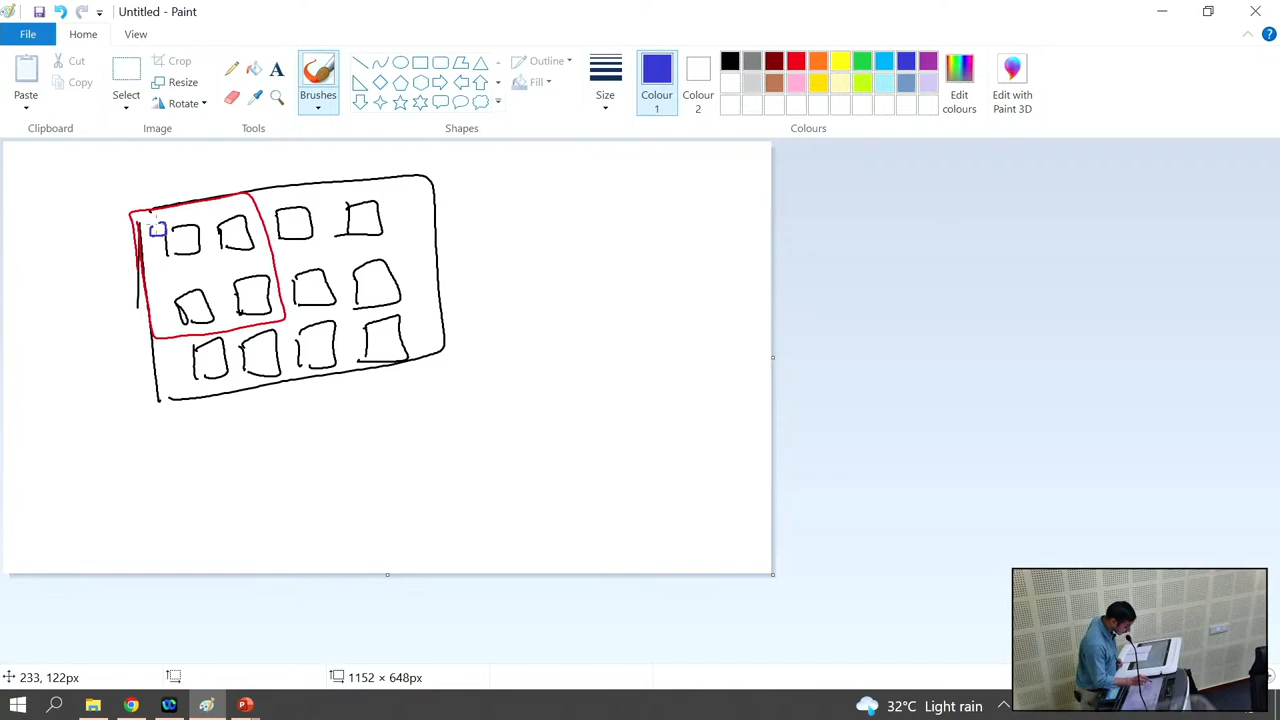 Untitled - Paint
File Home View
Paste
Cut
Copy
Clipboard
Select
Crop
Resize
Rotate
Image
Tools
Brushes
Outline
Fill
Shapes
Size
Colour
1
Colour
2
Edit
colours
Edit with
Paint 3D
Colours
233, 122px
1152 × 648px
32°C Light rain